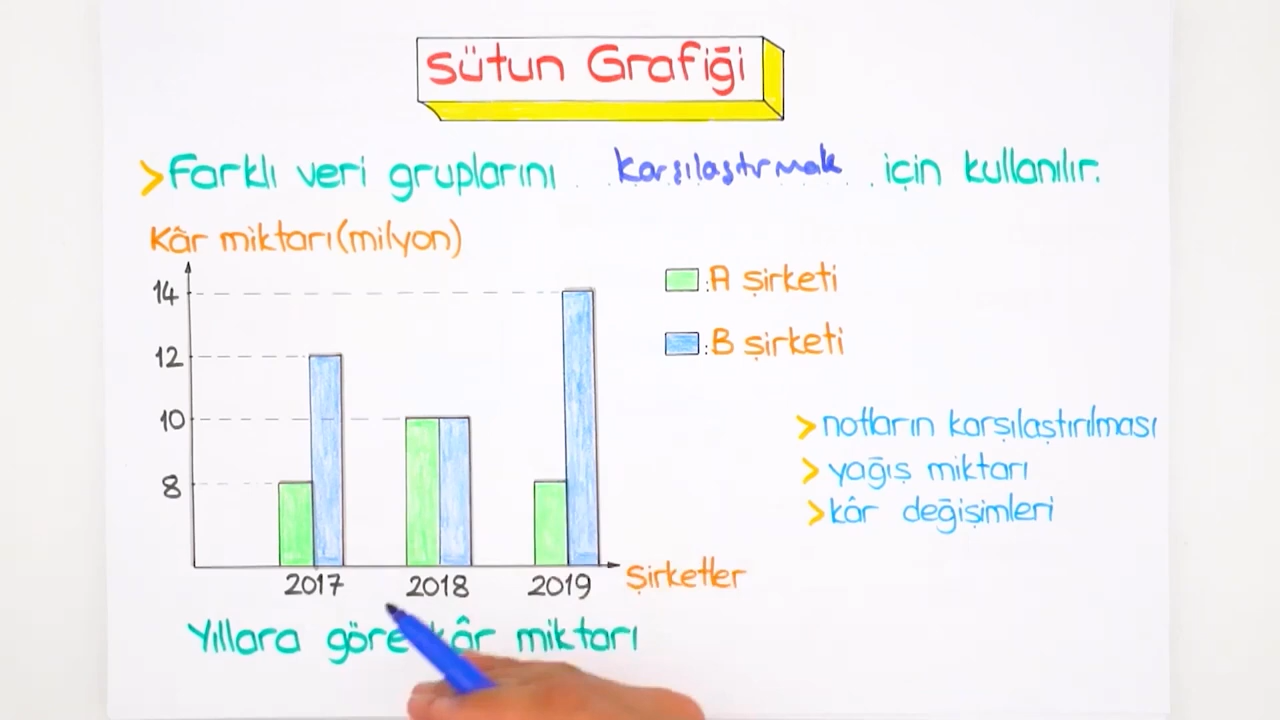 Sütun Grafiği
> Farklı veri gruplarını karşılaştırmak için kullanılır.
Kâr miktarı(milyon)
14
12
10
8
2017 2018 2019
Şirketler
Yıllara göre kâr miktarı
: A şirketi
: B şirketi
> notların karşılaştırılması
> yağış miktarı
> kâr değişimleri